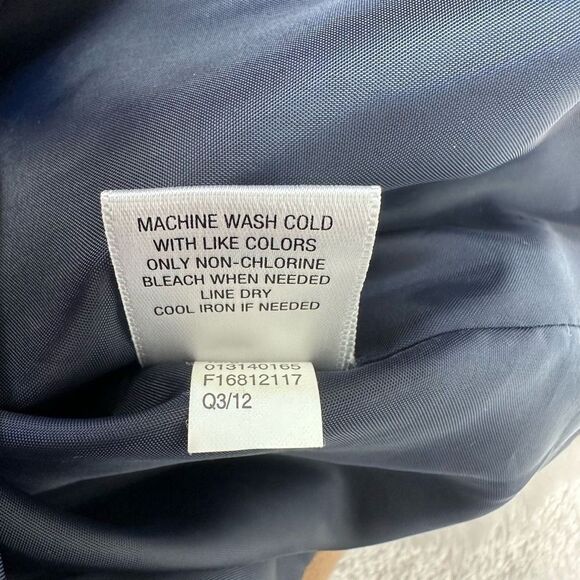 MACHINE WASH COLD
WITH LIKE COLORS
ONLY NON-CHLORINE
BLEACH WHEN NEEDED
LINE DRY
COOL IRON IF NEEDED
013140165
F16812117
Q3/12